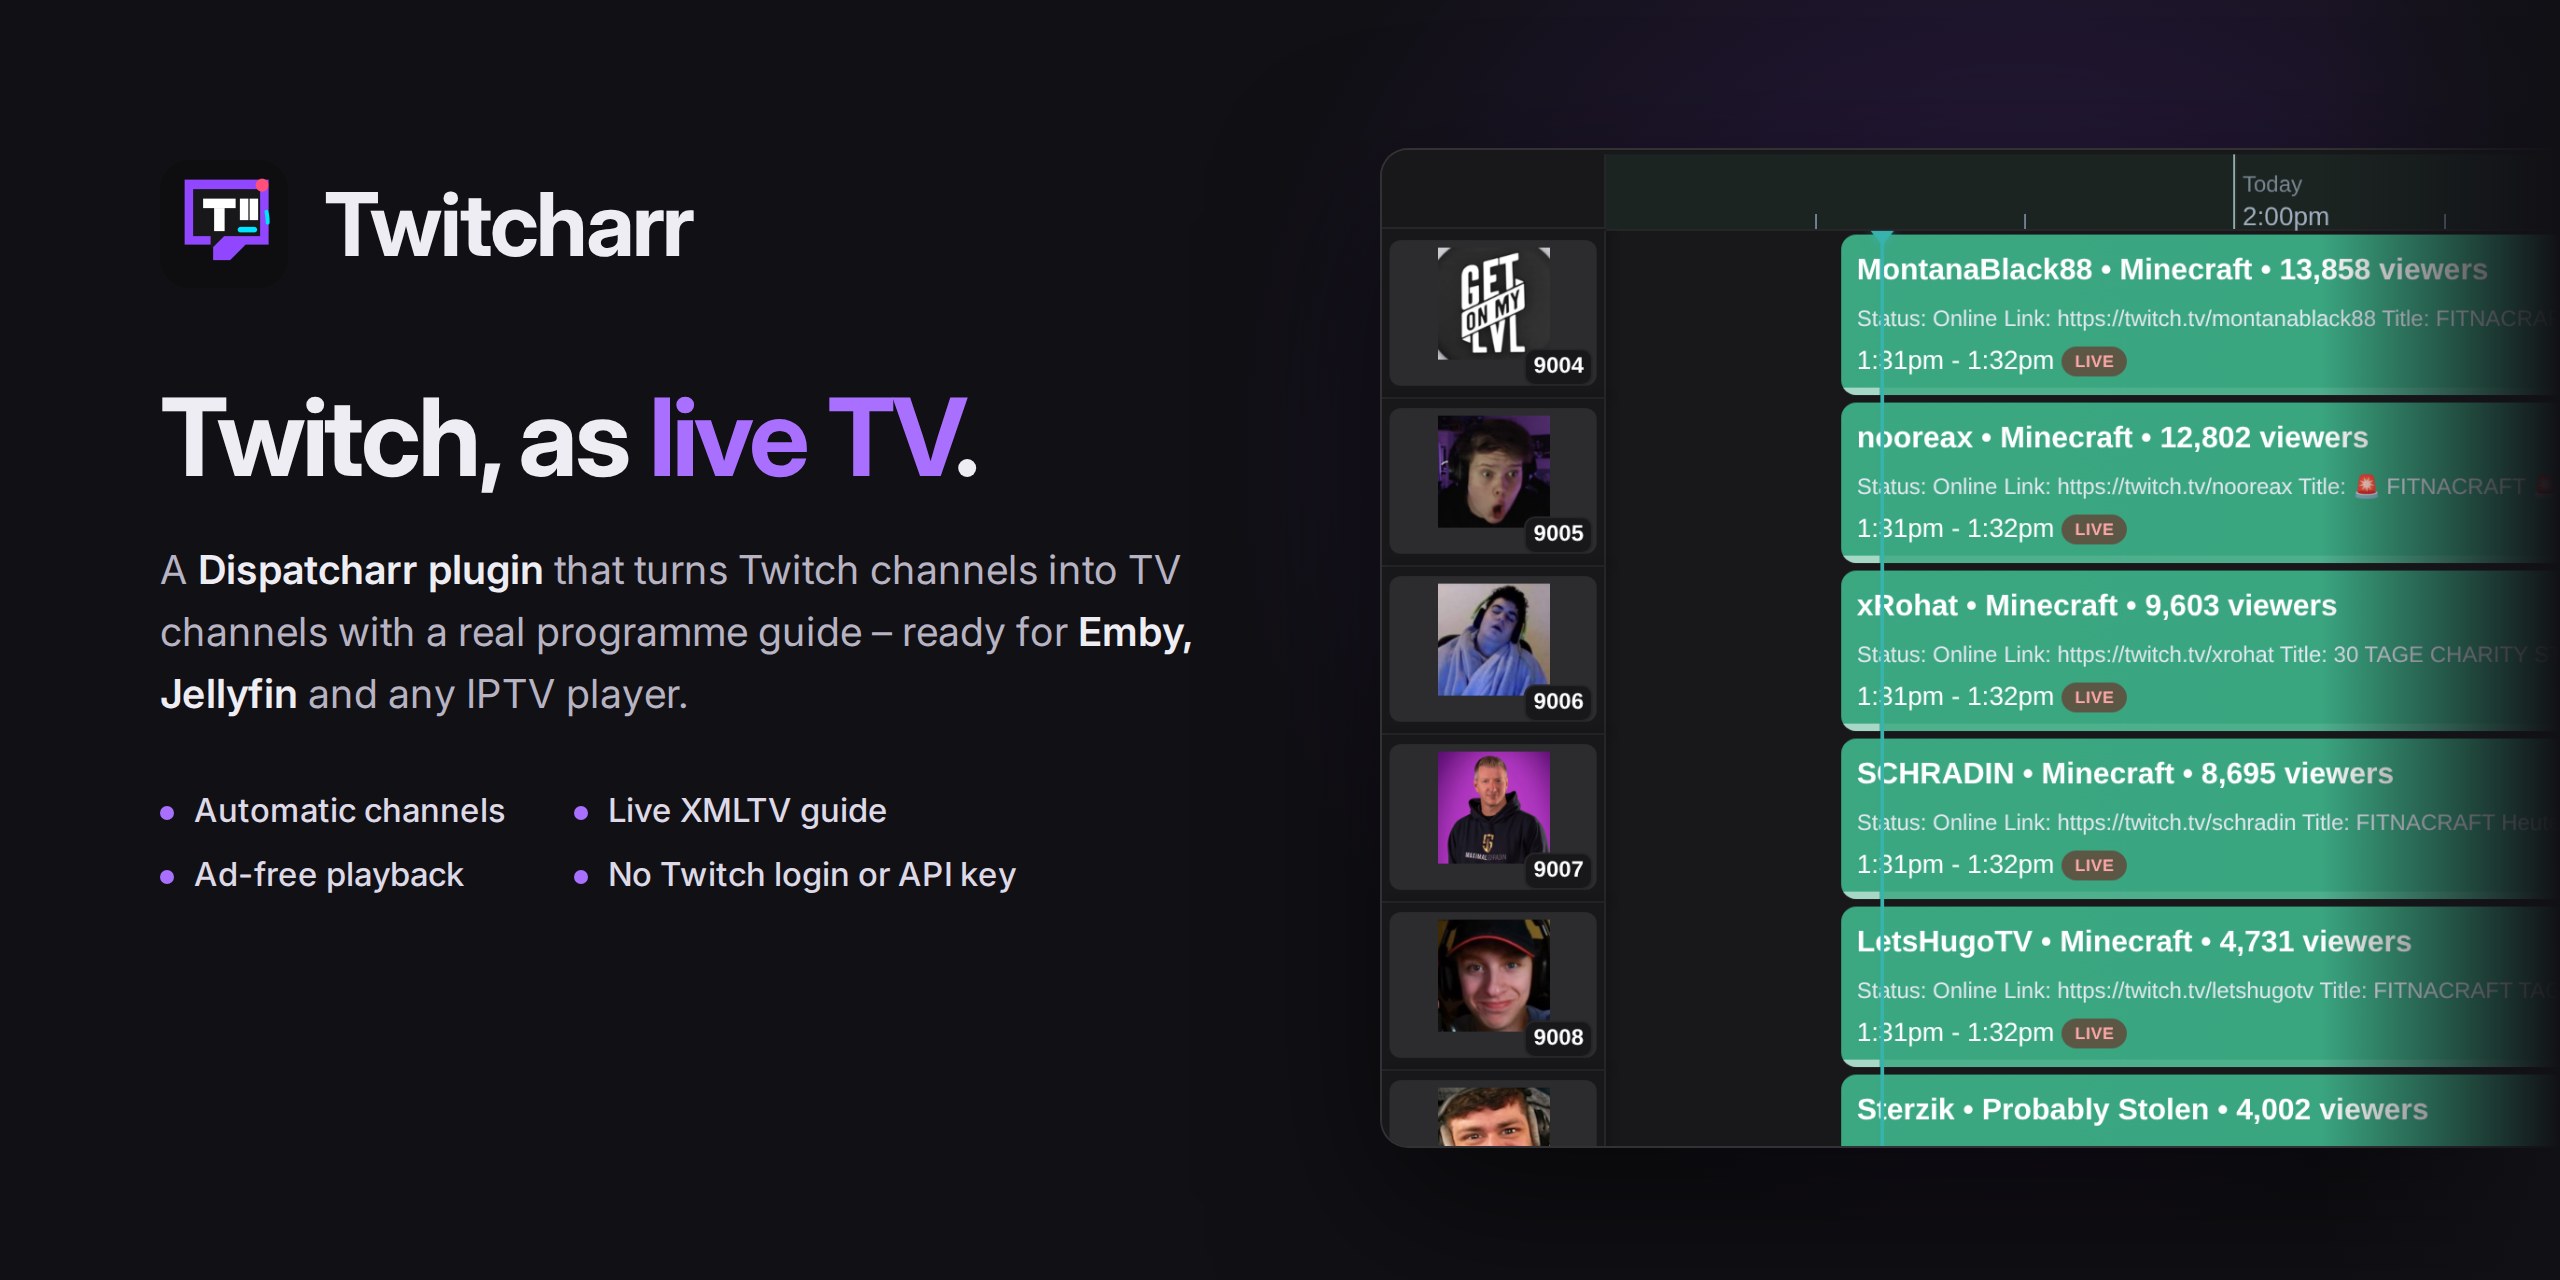 Twitcharr
Twitch, as live TV.
A Dispatcharr plugin that turns Twitch channels into TV
channels with a real programme guide – ready for Emby,
Jellyfin and any IPTV player.
Automatic channels
Live XMLTV guide
Ad-free playback
No Twitch login or API key
Today
2:00pm
GET
ON MY
LVL
9004
MontanaBlack88 • Minecraft • 13,858 viewers
Status: Online Link: https://twitch.tv/montanablack88 Title:
1:31pm - 1:32pm LIVE
9005
nooreax • Minecraft • 12,802 viewers
Status: Online Link: https://twitch.tv/nooreax Title: 🚨 FITNACRAFT 🚨
1:31pm - 1:32pm LIVE
9006
xRohat • Minecraft • 9,603 viewers
Status: Online Link: https://twitch.tv/xrohat Title: 30 TAGE CHARITY
1:31pm - 1:32pm LIVE
9007
SCHRADIN • Minecraft • 8,695 viewers
Status: Online Link: https://twitch.tv/schradin Title: FITNACRAFT
1:31pm - 1:32pm LIVE
9008
LetsHugoTV • Minecraft • 4,731 viewers
Status: Online Link: https://twitch.tv/letshugotv Title: FITNACRAFT
1:31pm - 1:32pm LIVE
Sterzik • Probably Stolen • 4,002 viewers